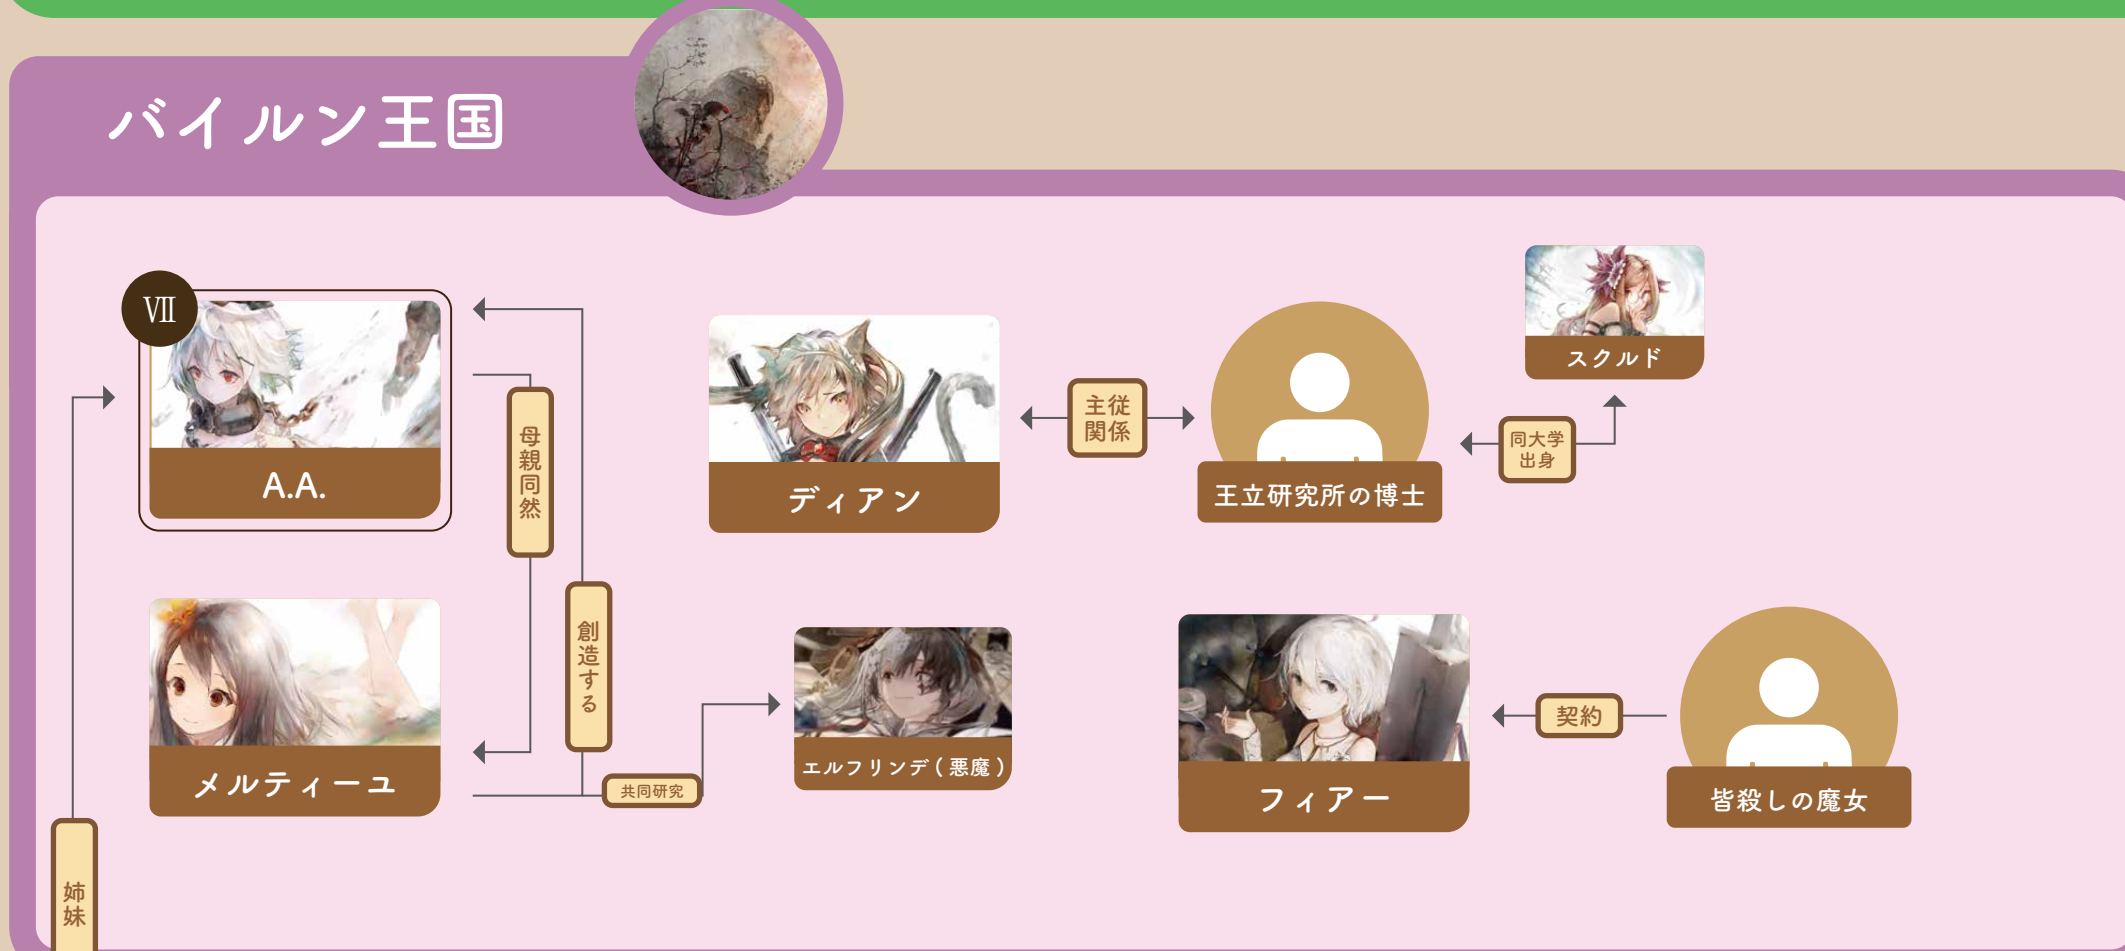 バイルン王国
Ⅶ
A.A.
母親同然
創造する
メルティーユ
共同研究
エルフリンデ(悪魔)
姉妹
ディアン
主従
関係
王立研究所の博士
同大学
出身
スクルド
フィアー
契約
皆殺しの魔女